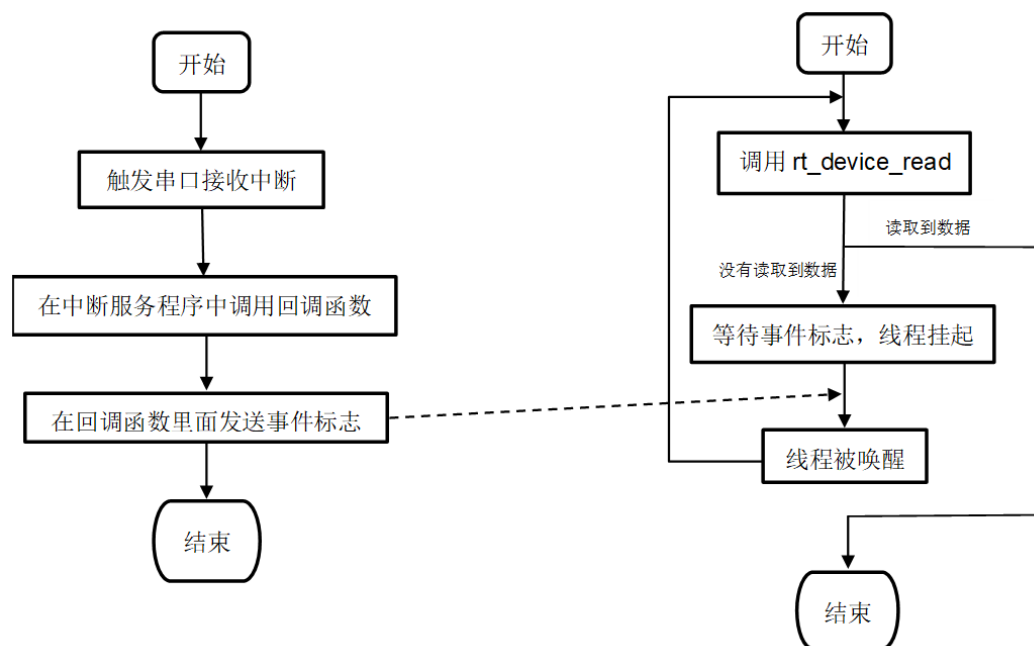 开始
触发串口接收中断
在中断服务程序中调用回调函数
在回调函数里面发送事件标志
结束
开始
调用 rt_device_read
读取到数据
没有读取到数据
等待事件标志，线程挂起
线程被唤醒
结束